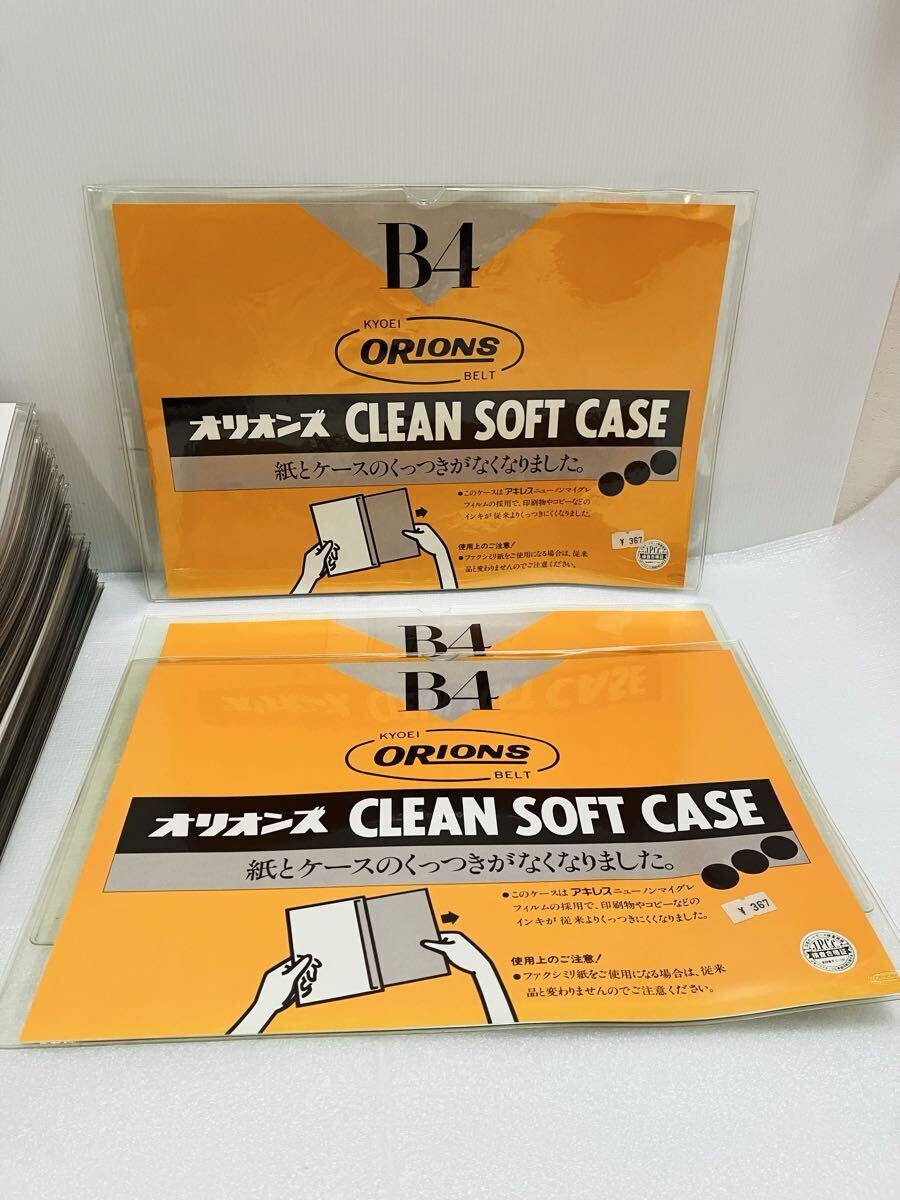 B4
KYOEI
ORIONS
BELT
オリオンズ CLEAN SOFT CASE
紙とケースのくっつきがなくなりました。
●このケースはアキレスニューノンマイグレ
フィルムの採用で、印刷物やコピーなどの
インキが従来よりくっつきにくくなりました。
使用上のご注意!
●ファクシミリ紙をご使用になる場合は、従来
品と変わりませんのでご注意ください。
¥367
JPCC
B4
B4
KYOEI
ORIONS
BELT
オリオンズ CLEAN SOFT CASE
紙とケースのくっつきがなくなりました。
●このケースはアキレスニューノンマイグレ
フィルムの採用で、印刷物やコピーなどの
インキが従来よりくっつきにくくなりました。
¥367
使用上のご注意!
●ファクシミリ紙をご使用になる場合は、従来
品と変わりませんのでご注意ください。
JPCC